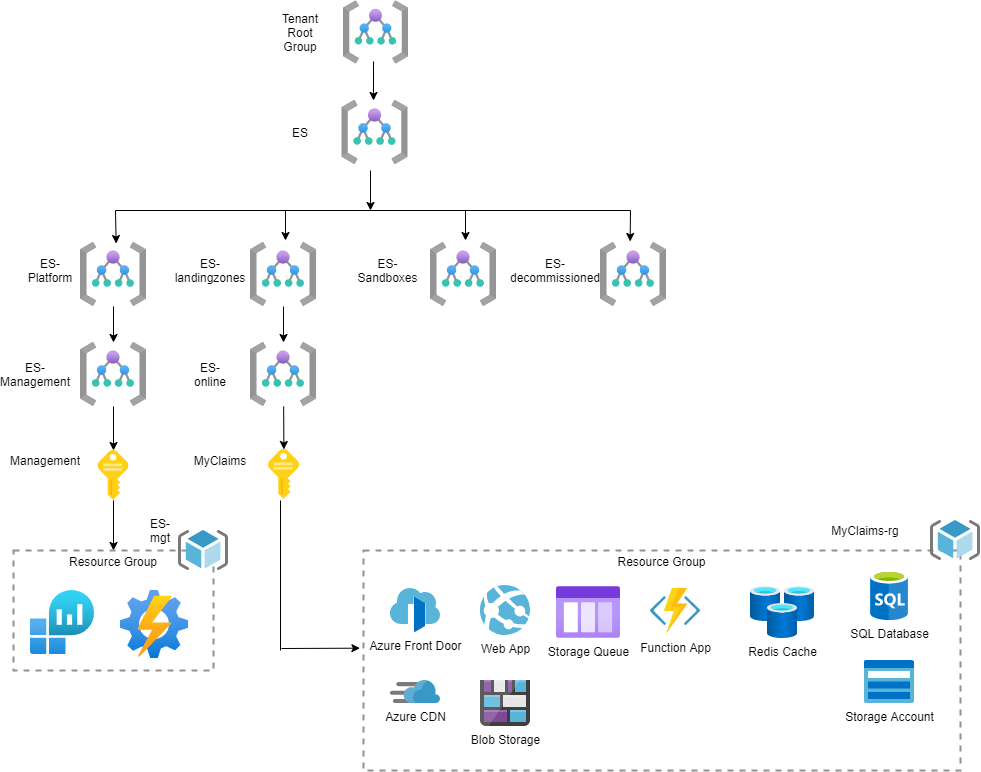 Tenant
Root
Group
ES
ES-
Platform
ES-
landingzones
ES-
Sandboxes
ES-
decommissioned
ES-
Management
ES-
online
Management
MyClaims
ES-
mgt
Resource Group
MyClaims-rg
Resource Group
Azure Front Door
Web App
Storage Queue
Function App
Redis Cache
SQL
SQL Database
Azure CDN
Blob Storage
Storage Account